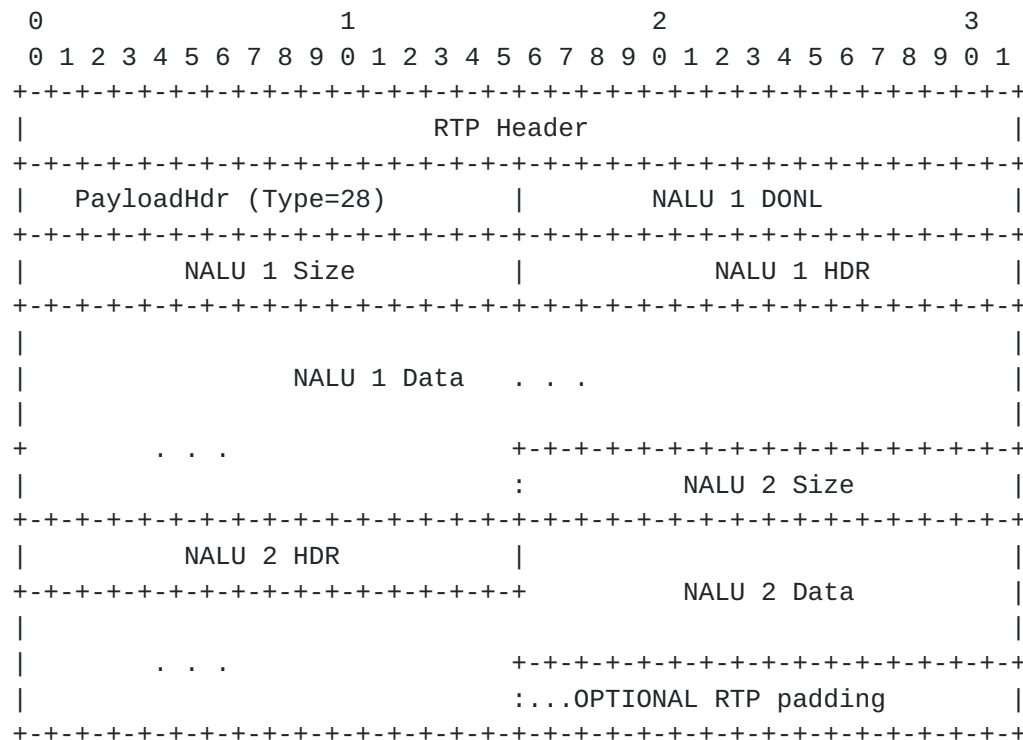 0                   1                   2                   3
 0 1 2 3 4 5 6 7 8 9 0 1 2 3 4 5 6 7 8 9 0 1 2 3 4 5 6 7 8 9 0 1
+-+-+-+-+-+-+-+-+-+-+-+-+-+-+-+-+-+-+-+-+-+-+-+-+-+-+-+-+-+-+-+-+
|                          RTP Header                           |
+-+-+-+-+-+-+-+-+-+-+-+-+-+-+-+-+-+-+-+-+-+-+-+-+-+-+-+-+-+-+-+-+
|   PayloadHdr (Type=28)        |        NALU 1 DONL            |
+-+-+-+-+-+-+-+-+-+-+-+-+-+-+-+-+-+-+-+-+-+-+-+-+-+-+-+-+-+-+-+-+
|          NALU 1 Size          |            NALU 1 HDR         |
+-+-+-+-+-+-+-+-+-+-+-+-+-+-+-+-+-+-+-+-+-+-+-+-+-+-+-+-+-+-+-+-+
|                                                               |
|                 NALU 1 Data   . . .                           |
|                                                               |
+        . . .                  +-+-+-+-+-+-+-+-+-+-+-+-+-+-+-+-+
|                               :          NALU 2 Size          |
+-+-+-+-+-+-+-+-+-+-+-+-+-+-+-+-+-+-+-+-+-+-+-+-+-+-+-+-+-+-+-+-+
|          NALU 2 HDR           |                               |
+-+-+-+-+-+-+-+-+-+-+-+-+-+-+-+-+          NALU 2 Data          |
|                                                               |
|        . . .                  +-+-+-+-+-+-+-+-+-+-+-+-+-+-+-+-+
|                               :...OPTIONAL RTP padding        |
+-+-+-+-+-+-+-+-+-+-+-+-+-+-+-+-+-+-+-+-+-+-+-+-+-+-+-+-+-+-+-+-+